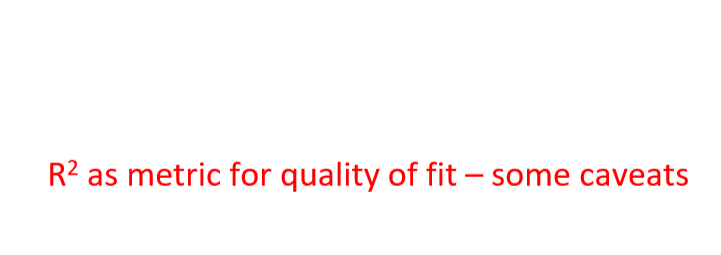 R² as metric for quality of fit – some caveats